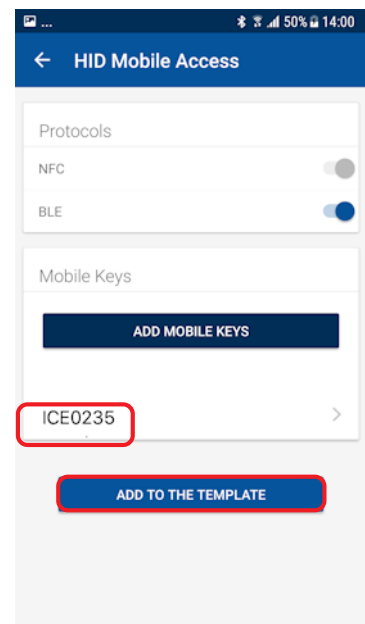 ... 50% 14:00
HID Mobile Access
Protocols
NFC
BLE
Mobile Keys
ADD MOBILE KEYS
ICE0235
ADD TO THE TEMPLATE